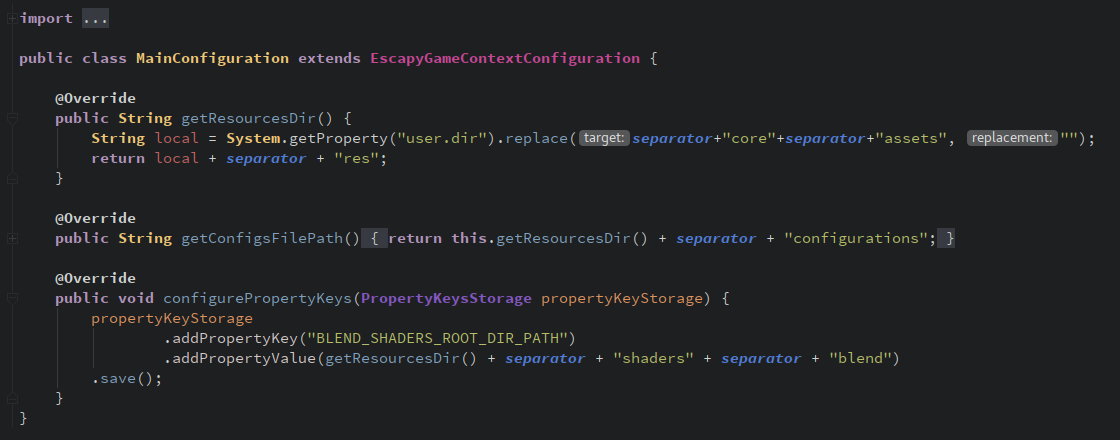 import ...
public class MainConfiguration extends EscapyGameContextConfiguration {
@Override
public String getResourcesDir() {
String local = System.getProperty("user.dir").replace( target: separator+"core"+separator+"assets", replacement: "");
return local + separator + "res";
}
@Override
public String getConfigsFilePath() { return this.getResourcesDir() + separator + "configurations"; }
@Override
public void configurePropertyKeys(PropertyKeysStorage propertyKeyStorage) {
propertyKeyStorage
.addPropertyKey("BLEND_SHADERS_ROOT_DIR_PATH")
.addPropertyValue(getResourcesDir() + separator + "shaders" + separator + "blend")
.save();
}
}